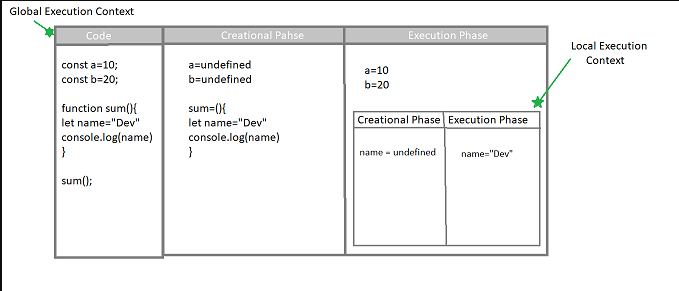 Global Execution Context
Code
Creational Pahse
Execution Phase
Local Execution
Context
const a=10;
const b=20;
function sum(){
let name="Dev"
console.log(name)
}
sum();
a=undefined
b=undefined
sum=(){
let name="Dev"
console.log(name)
}
a=10
b=20
Creational Phase
Execution Phase
name = undefined
name="Dev"